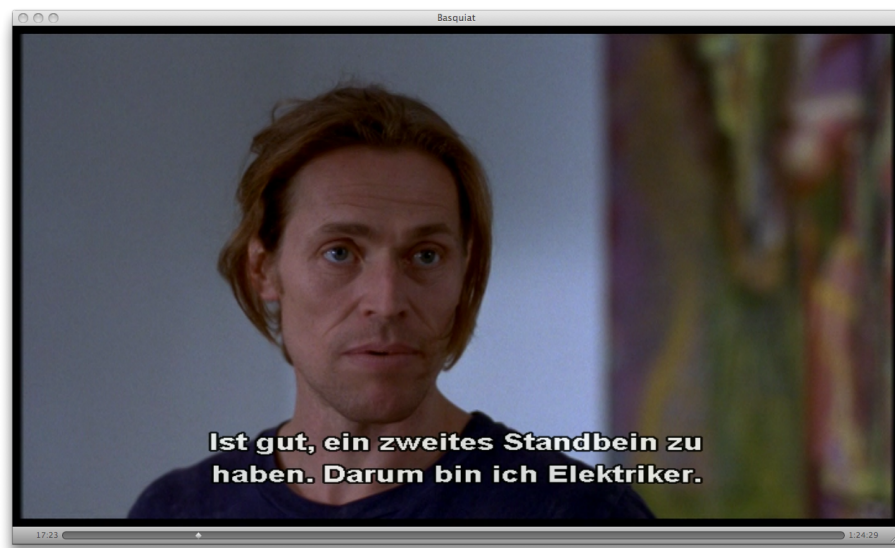 Basquiat
Ist gut, ein zweites Standbein zu
haben. Darum bin ich Elektriker.
17:23
1:24:29